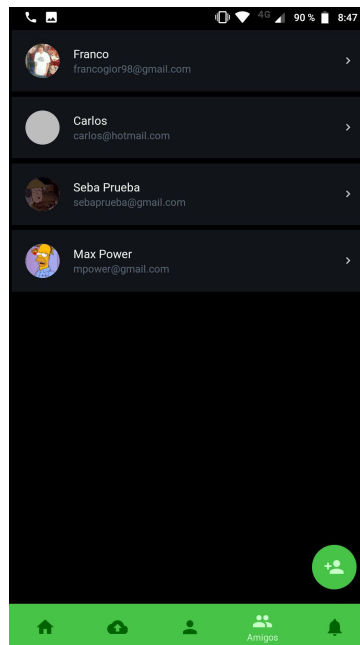 4G 90 % 8:47
Franco
francogior98@gmail.com
Carlos
carlos@hotmail.com
Seba Prueba
sebaprueba@gmail.com
Max Power
mpower@gmail.com
Amigos